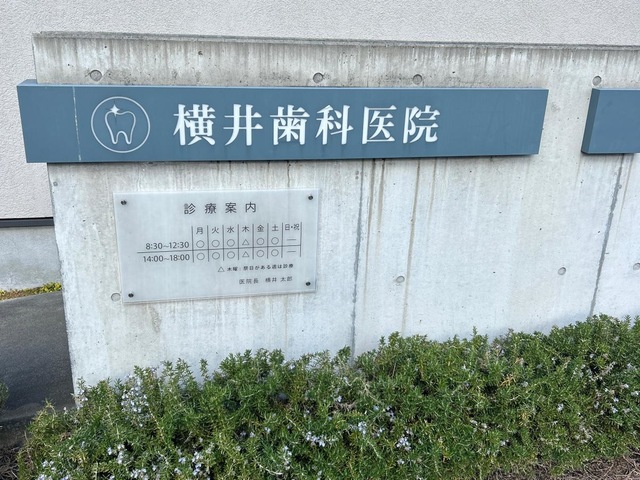 横井歯科医院
診療案内
月 火 水 木 金 土 日・祝
8:30〜12:30 ○ ○ ○ △ ○ ○ ー
14:00〜18:00 ○ ○ ○ △ ○ ○ ー
△ 木曜：祭日がある週は診療
医院長 横井 太郎